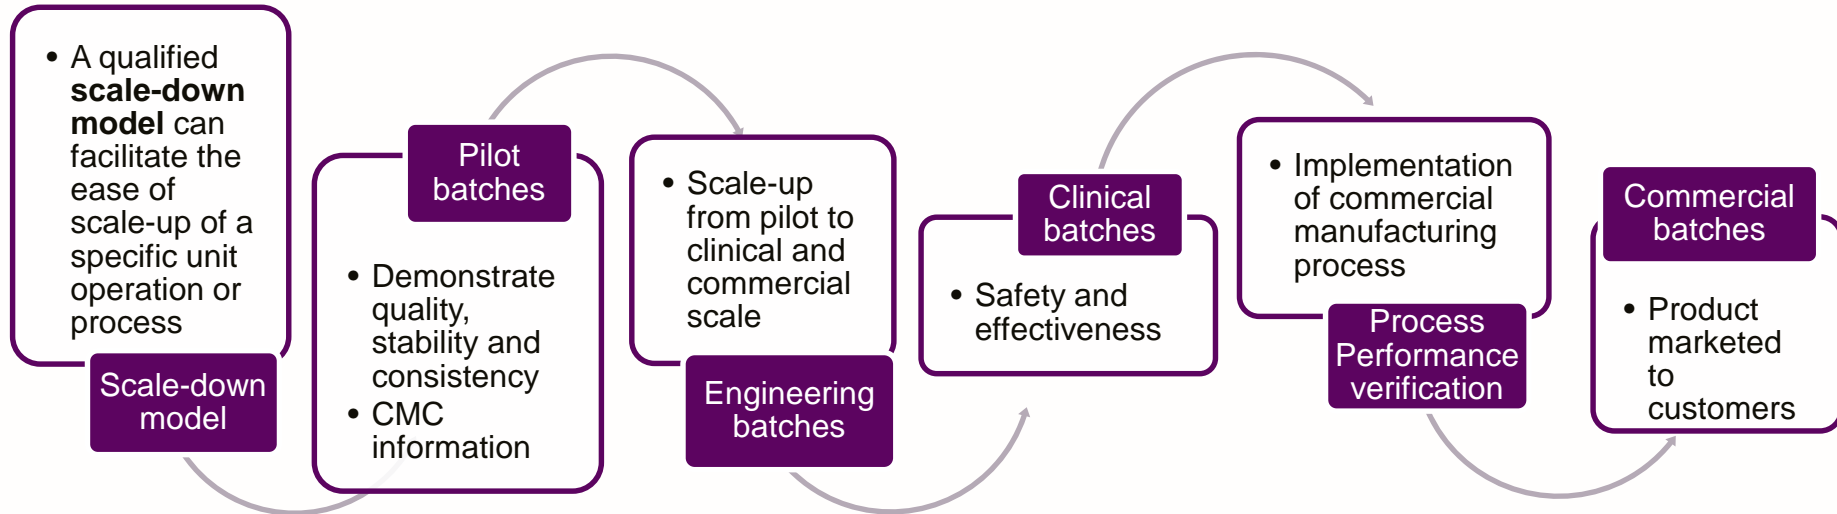 • A qualified
scale-down
model can
facilitate the
ease of
scale-up of a
specific unit
operation or
process
Scale-down
model
Pilot
batches
• Demonstrate
quality,
stability and
consistency
• CMC
information
• Scale-up
from pilot to
clinical and
commercial
scale
Engineering
batches
Clinical
batches
• Safety and
effectiveness
• Implementation
of commercial
manufacturing
process
Process
Performance
verification
Commercial
batches
• Product
marketed
to
customers